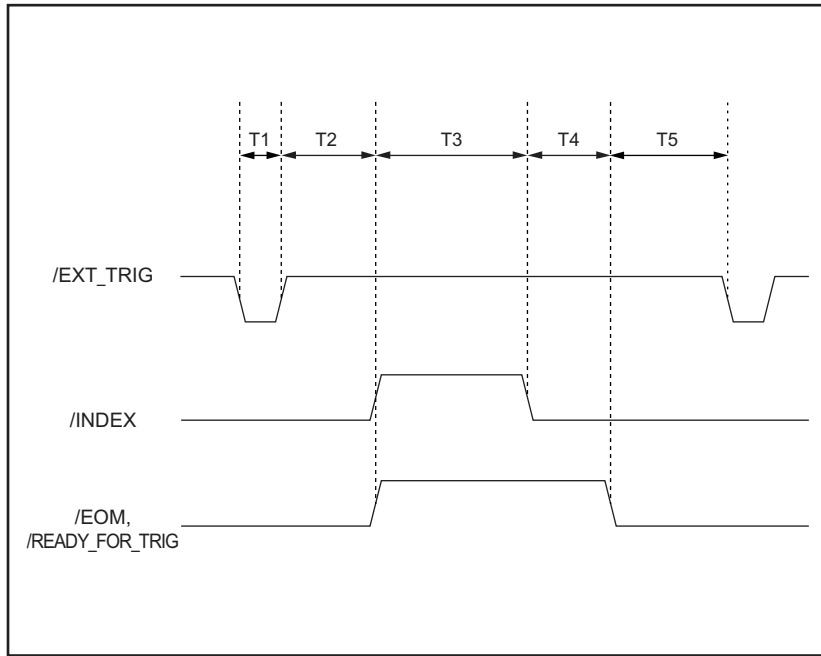 T1 T2 T3 T4 T5
/EXT_TRIG
/INDEX
/EOM,
/READY_FOR_TRIG